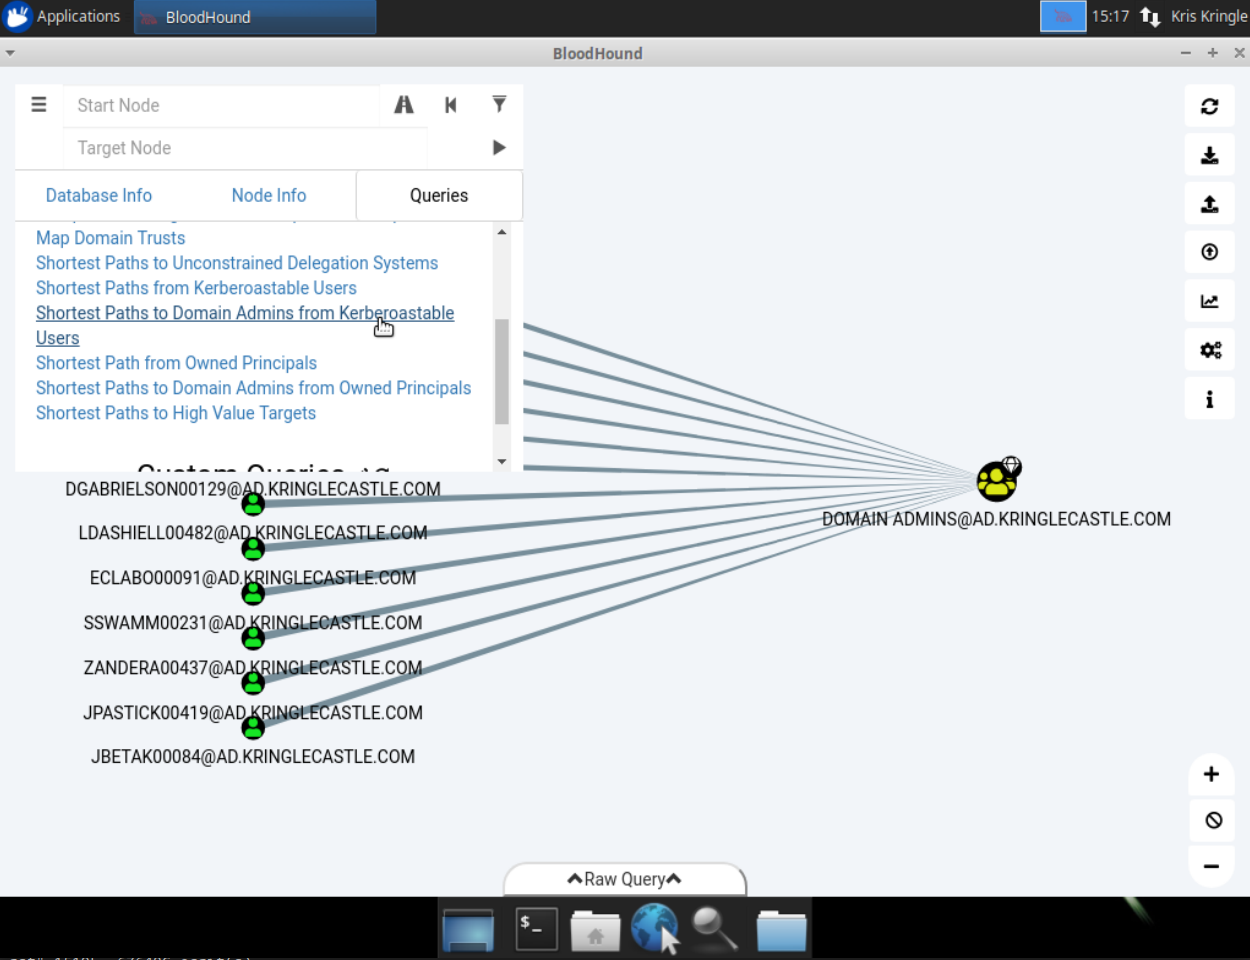 Applications
BloodHound
15:17
Kris Kringle
BloodHound
Start Node
Target Node
Database Info
Node Info
Queries
Map Domain Trusts
Shortest Paths to Unconstrained Delegation Systems
Shortest Paths from Kerberoastable Users
Shortest Paths to Domain Admins from Kerberoastable
Users
Shortest Path from Owned Principals
Shortest Paths to Domain Admins from Owned Principals
Shortest Paths to High Value Targets
Custom Queries
DGABRIELSON00129@AD.KRINGLECASTLE.COM
LDASHIELL00482@AD.KRINGLECASTLE.COM
ECLABO00091@AD.KRINGLECASTLE.COM
SSWAMM00231@AD.KRINGLECASTLE.COM
ZANDERA00437@AD.KRINGLECASTLE.COM
JPASTICK00419@AD.KRINGLECASTLE.COM
JBETAK00084@AD.KRINGLECASTLE.COM
DOMAIN ADMINS@AD.KRINGLECASTLE.COM
Raw Query
$_